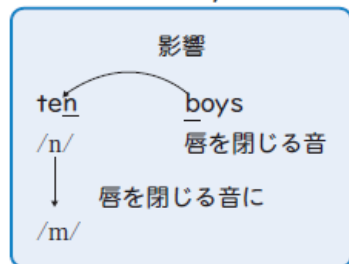 影響
ten boys
/n/ 唇を閉じる音
唇を閉じる音に
/m/